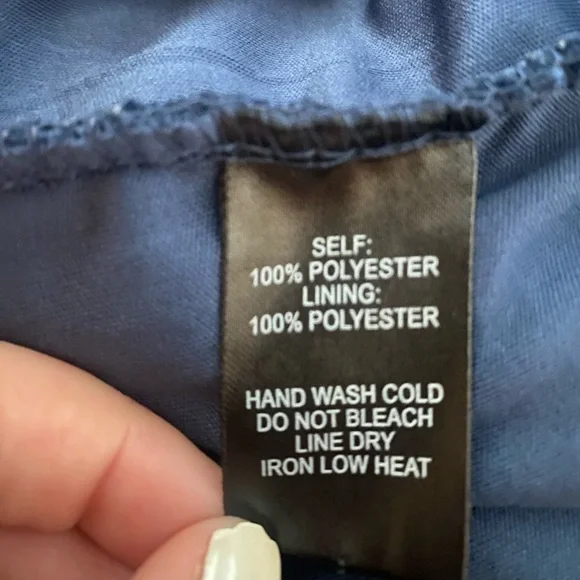 SELF:
100% POLYESTER
LINING:
100% POLYESTER
HAND WASH COLD
DO NOT BLEACH
LINE DRY
IRON LOW HEAT